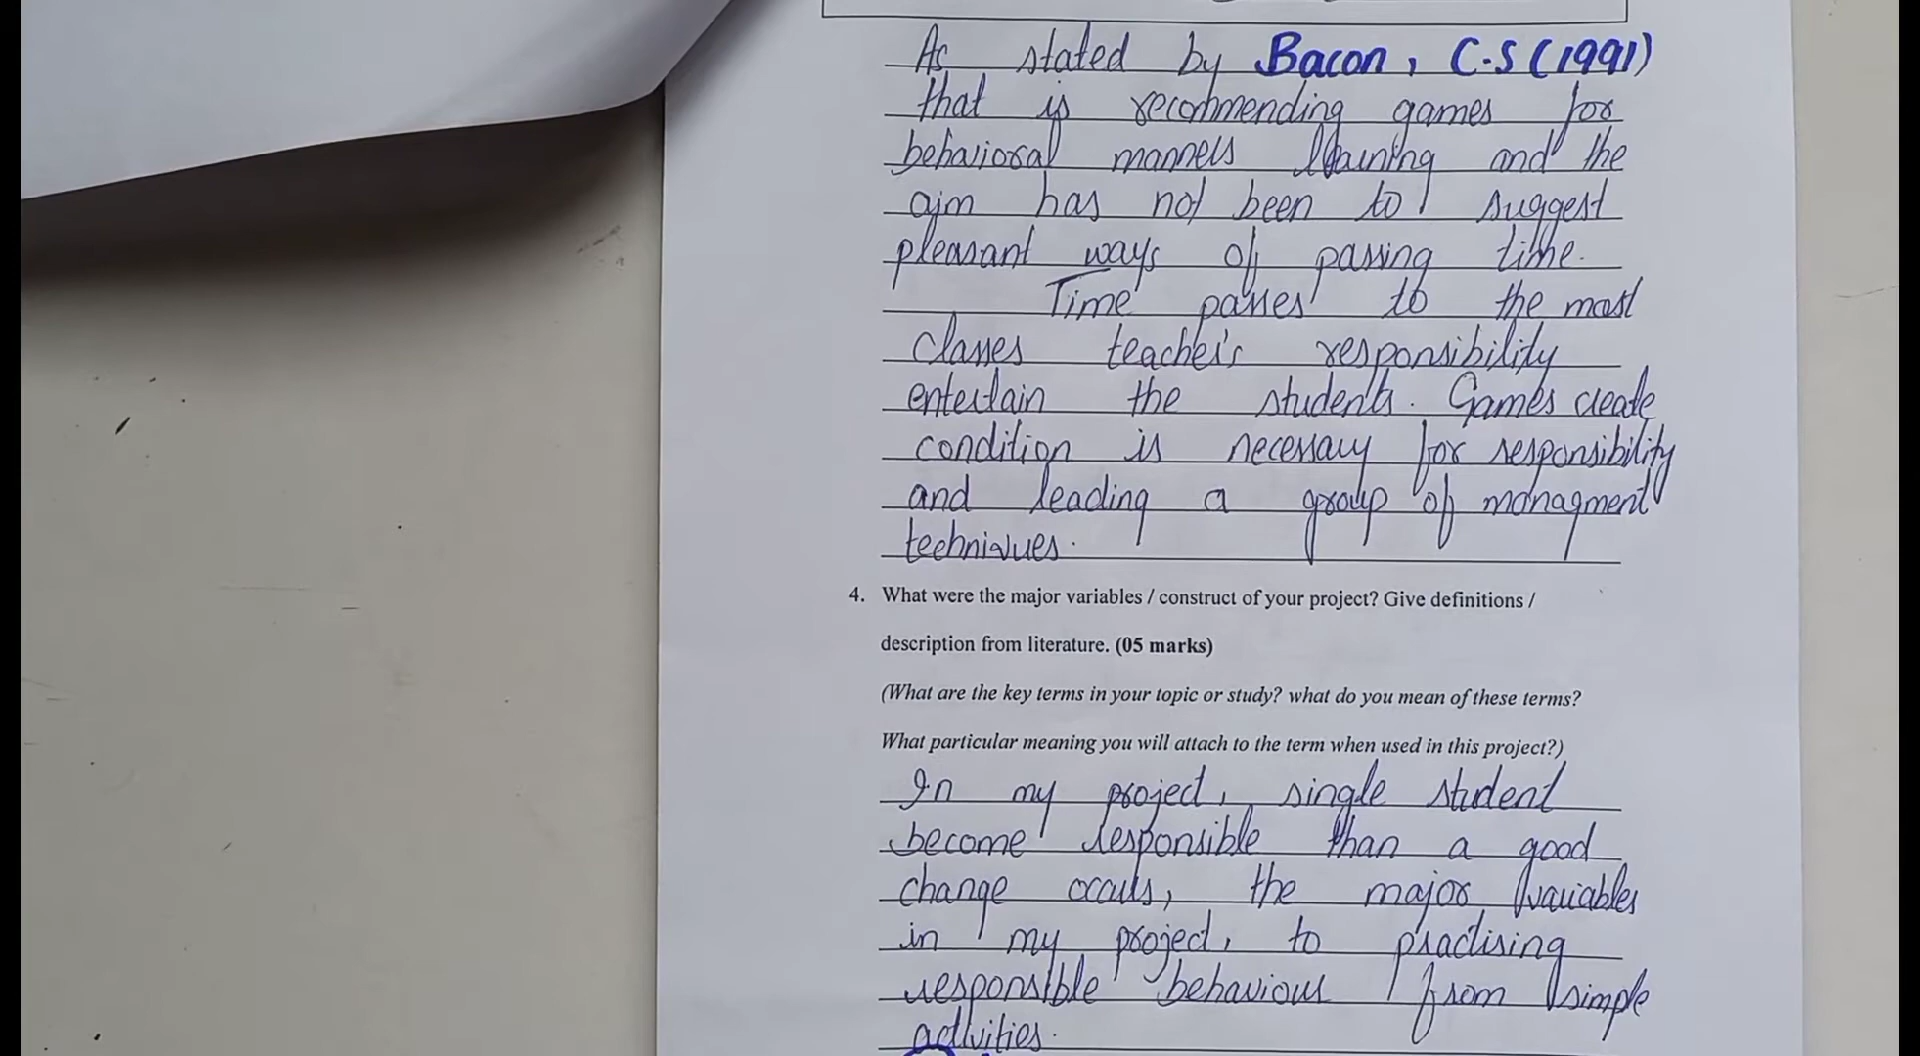 As stated by Bacon, C.S (1991)
that is recommending games for
behavioral manners learning and the
aim has not been to suggest
pleasant ways of passing time.
Time passes to the most
classes teacher's responsibility
entertain the students. Games create
condition is necessary for responsibility
and leading a group of managment
techniques.
4. What were the major variables / construct of your project? Give definitions /
description from literature. (05 marks)
(What are the key terms in your topic or study? what do you mean of these terms?
What particular meaning you will attach to the term when used in this project?)
In my project, single student
become responsible than a good
change occurs, the major variables
in my project, to practising
responsible behaviour from simple
activities.